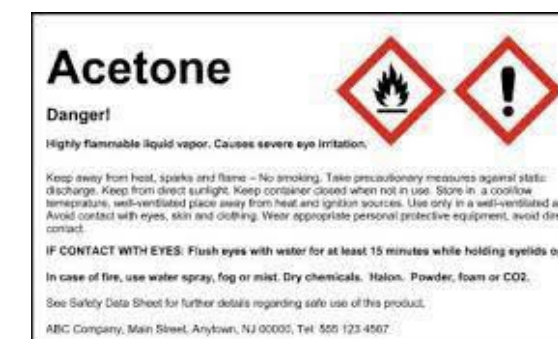 Acetone
Danger!
Highly flammable liquid vapor. Causes severe eye irritation.
Keep away from heat, sparks and flame – No smoking. Take precautionary measures against static
discharge. Keep from direct sunlight. Keep container closed when not in use. Store in a cool/low
temeprature, well-ventilated place away from heat and ignition sources. Use only in a well-ventilated
Avoid contact with eyes, skin and clothing. Wear appropriate personal protective equipment, avoid
contact.
IF CONTACT WITH EYES: Flush eyes with water for at least 15 minutes while holding eyelids
In case of fire, use water spray, fog or mist. Dry chemicals. Halon. Powder, foam or CO2.
See Safety Data Sheet for further details regarding safe use of this product.
ABC Company, Main Street, Anytown, NJ 00000, Tel 555 123 4567